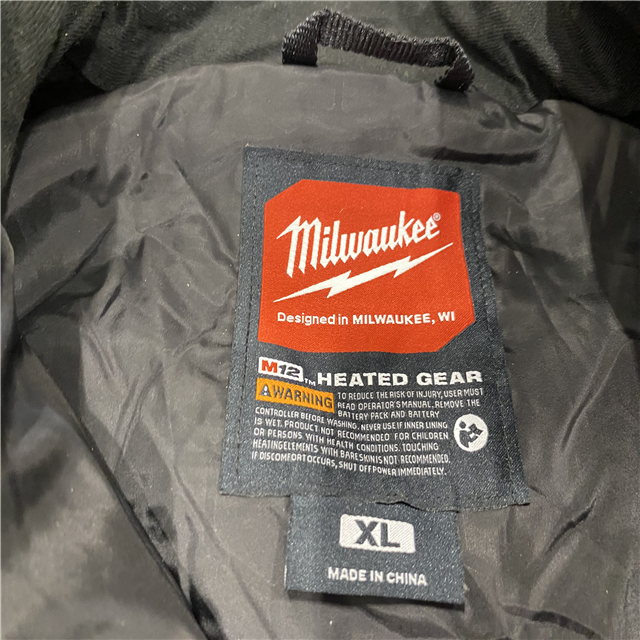 Milwaukee®
Designed in MILWAUKEE, WI
M12™ HEATED GEAR
WARNING TO REDUCE THE RISK OF INJURY, USER MUST
READ OPERATOR'S MANUAL. REMOVE THE
BATTERY PACK AND BATTERY
CONTROLLER BEFORE WASHING. NEVER USE IF INNER LINING
IS WET. PRODUCT NOT RECOMMENDED FOR CHILDREN
OR PERSONS WITH HEALTH CONDITIONS. TOUCHING
HEATING ELEMENTS WITH BARE SKIN IS NOT RECOMMENDED.
IF DISCOMFORT OCCURS, SHUT OFF POWER IMMEDIATELY.
XL
MADE IN CHINA